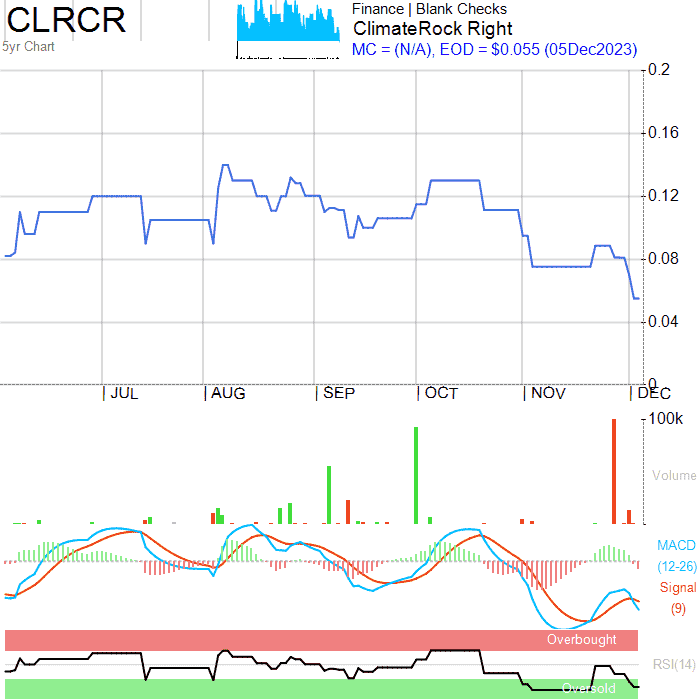 CLRCR
5yr Chart
Finance | Blank Checks
ClimateRock Right
MC = (N/A), EOD = $0.055 (05Dec2023)
0.2
0.16
0.12
0.08
0.04
0
| JUL | AUG | SEP | OCT | NOV | DEC
100k
Volume
MACD
(12-26)
Signal
(9)
Overbought
RSI(14)
Oversold